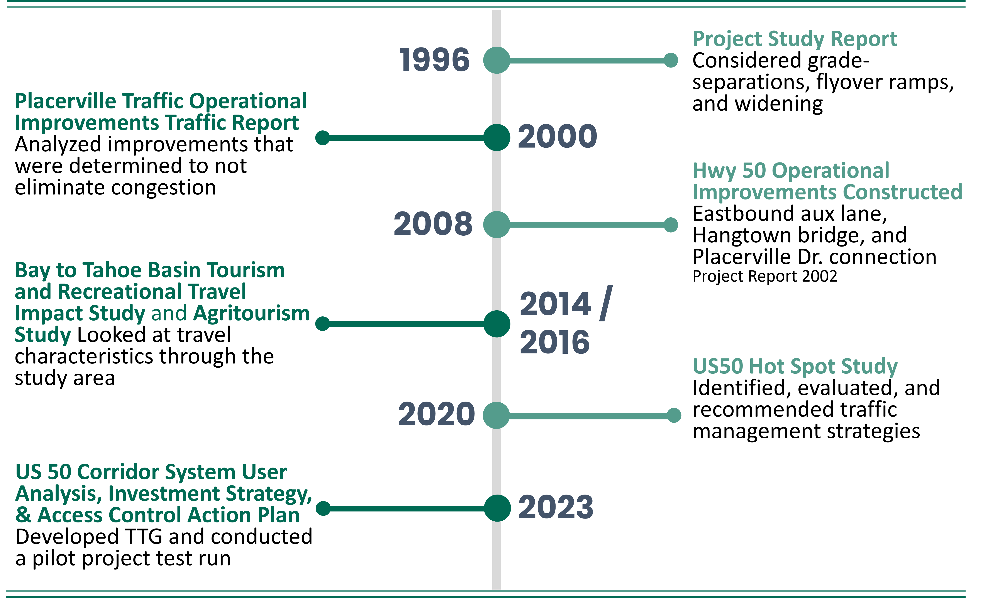 1996
Project Study Report
Considered grade-
separations, flyover ramps,
and widening
Placerville Traffic Operational
Improvements Traffic Report
Analyzed improvements that
were determined to not
eliminate congestion
2000
2008
Hwy 50 Operational
Improvements Constructed
Eastbound aux lane,
Hangtown bridge, and
Placerville Dr. connection
Project Report 2002
Bay to Tahoe Basin Tourism
and Recreational Travel
Impact Study and Agritourism
Study Looked at travel
characteristics through the
study area
2014 /
2016
2020
US50 Hot Spot Study
Identified, evaluated, and
recommended traffic
management strategies
US 50 Corridor System User
Analysis, Investment Strategy,
& Access Control Action Plan
Developed TTG and conducted
a pilot project test run
2023